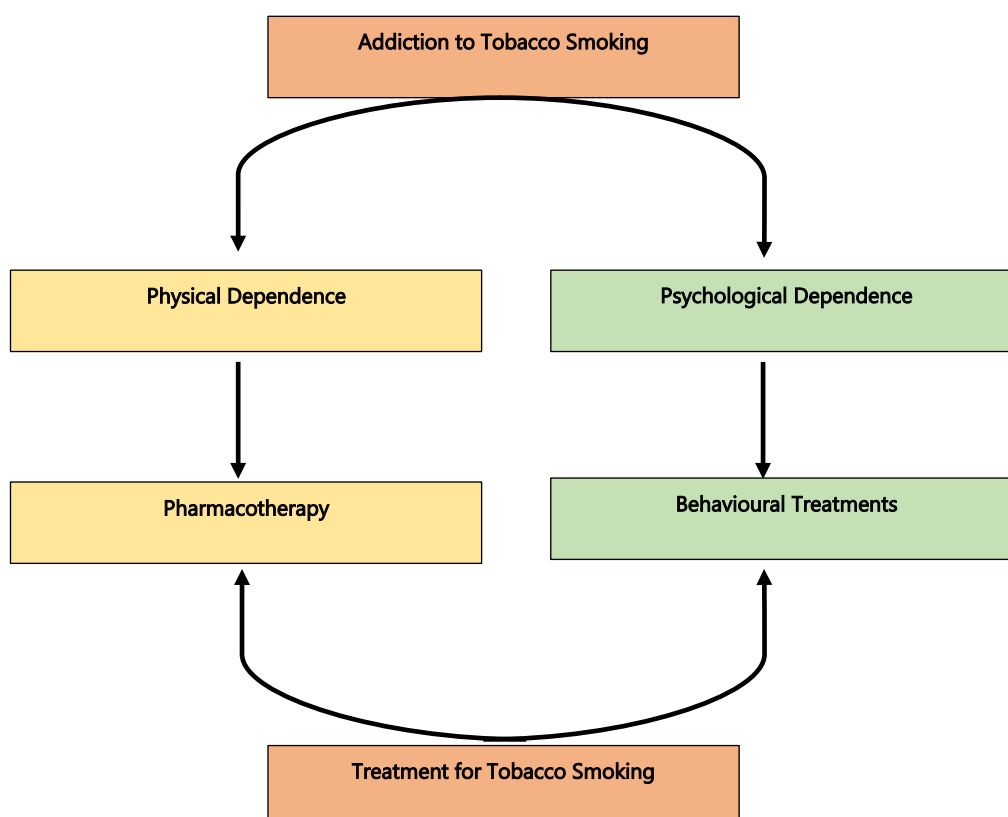 Addiction to Tobacco Smoking
Physical Dependence
Psychological Dependence
Pharmacotherapy
Behavioural Treatments
Treatment for Tobacco Smoking